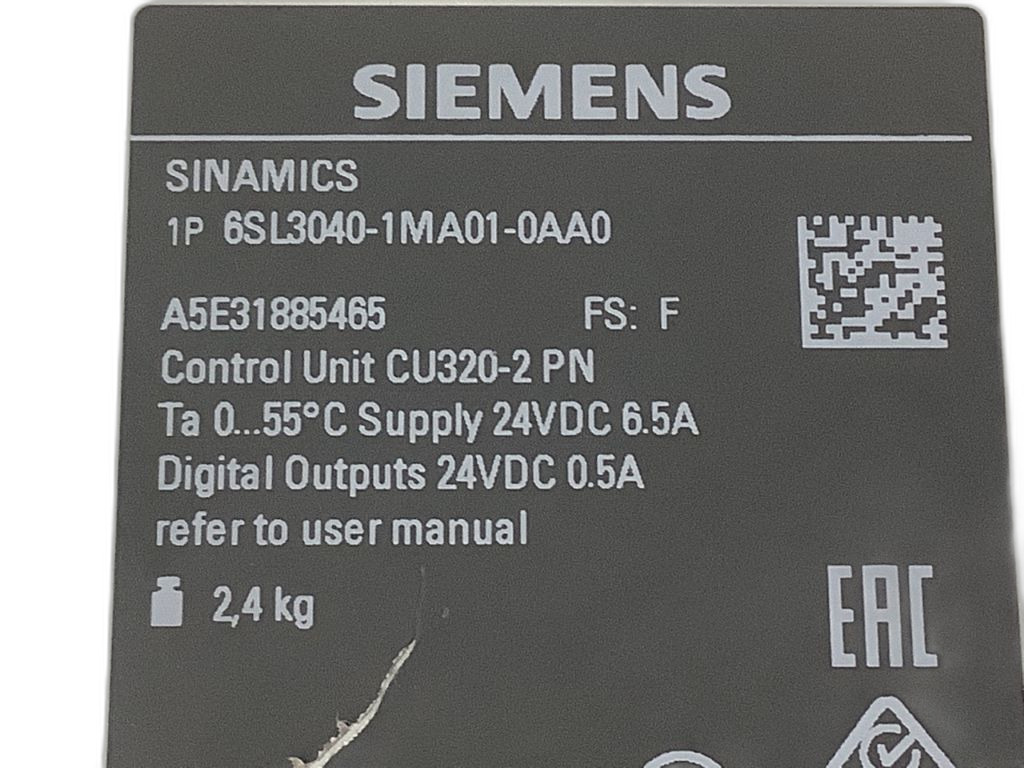 SIEMENS
SINAMICS
1P 6SL3040-1MA01-0AA0
A5E31885465 FS: F
Control Unit CU320-2 PN
Ta 0...55°C Supply 24VDC 6.5A
Digital Outputs 24VDC 0.5A
refer to user manual
2,4 kg
EAC